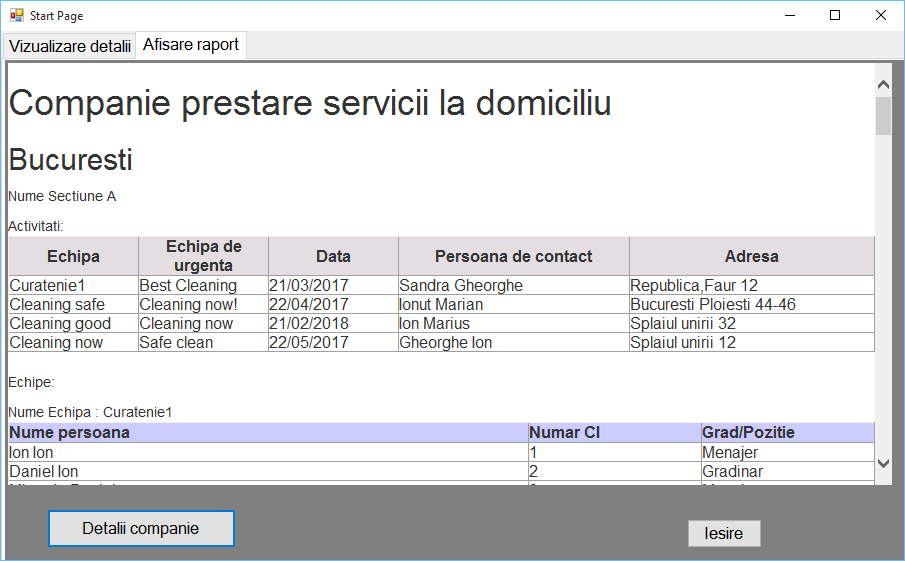 Start Page
Vizualizare detalii Afisare raport
Companie prestare servicii la domiciliu
Bucuresti
Nume Sectiune A
Activitati:
Echipa Echipa de urgenta Data Persoana de contact Adresa
Curatenie1 Best Cleaning 21/03/2017 Sandra Gheorghe Republica,Faur 12
Cleaning safe Cleaning now! 22/04/2017 Ionut Marian Bucuresti Ploiesti 44-46
Cleaning good Cleaning now 21/02/2018 Ion Marius Splaiul unirii 32
Cleaning now Safe clean 22/05/2017 Gheorghe Ion Splaiul unirii 12
Echipe:
Nume Echipa : Curatenie1
Nume persoana Numar CI Grad/Pozitie
Ion Ion 1 Menajer
Daniel Ion 2 Gradinar
Detalii companie Iesire